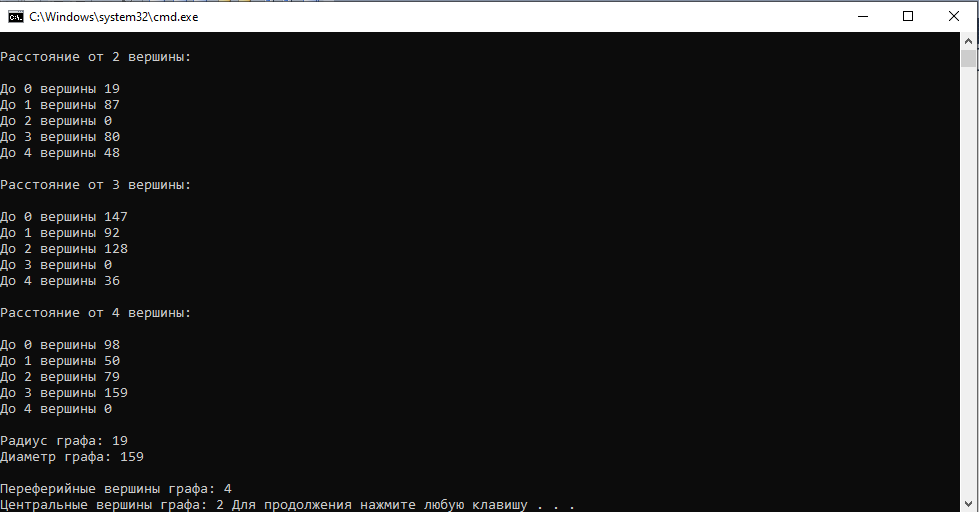 C:\Windows\system32\cmd.exe
Расстояние от 2 вершины:
До 0 вершины 19
До 1 вершины 87
До 2 вершины 0
До 3 вершины 80
До 4 вершины 48
Расстояние от 3 вершины:
До 0 вершины 147
До 1 вершины 92
До 2 вершины 128
До 3 вершины 0
До 4 вершины 36
Расстояние от 4 вершины:
До 0 вершины 98
До 1 вершины 50
До 2 вершины 79
До 3 вершины 159
До 4 вершины 0
Радиус графа: 19
Диаметр графа: 159
Переферийные вершины графа: 4
Центральные вершины графа: 2 Для продолжения нажмите любую клавишу . . .